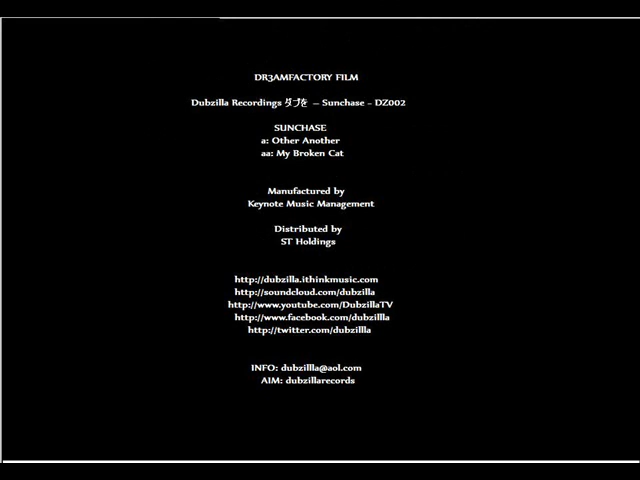 DR3AMFACTORY FILM
Dubzilla Recordings ダブを – Sunchase - DZ002
SUNCHASE
a: Other Another
aa: My Broken Cat
Manufactured by
Keynote Music Management
Distributed by
ST Holdings
http://dubzilla.ithinkmusic.com
http://soundcloud.com/dubzilla
http://www.youtube.com/DubzillaTV
http://www.facebook.com/dubzillla
http://twitter.com/dubzillla
INFO: dubzillla@aol.com
AIM: dubzillarecords